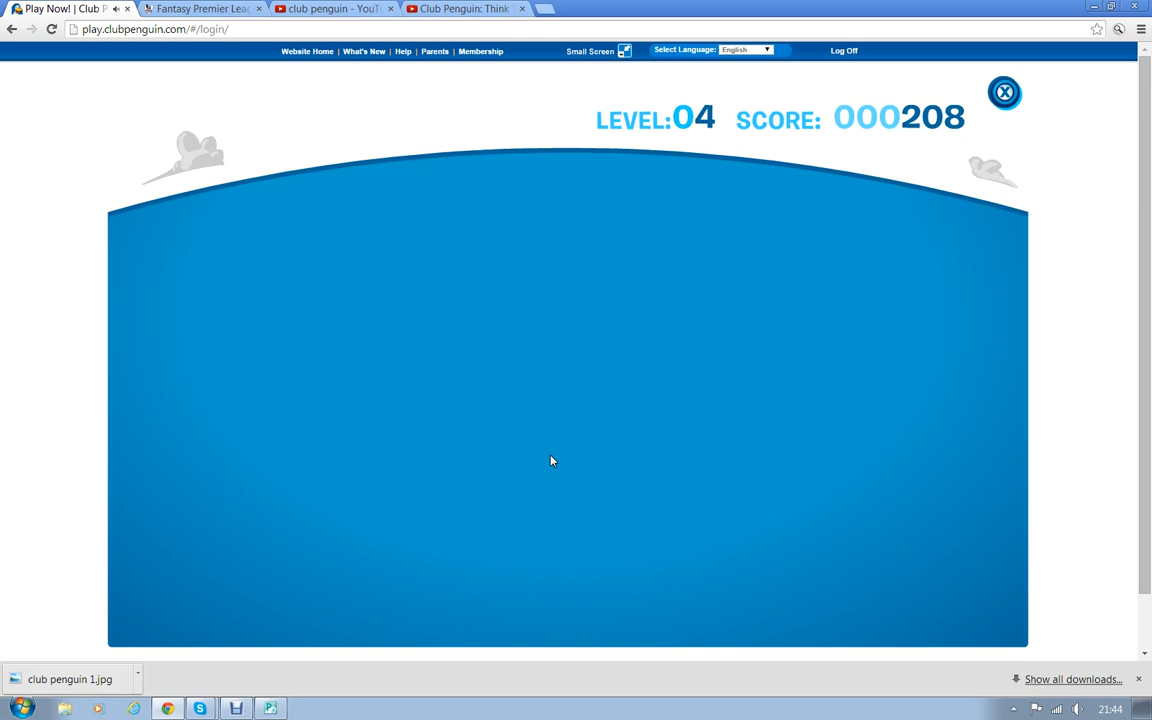 Play Now! | Club P
Fantasy Premier Lea
club penguin - YouTu
Club Penguin: Think
play.clubpenguin.com/#/login/
Website Home | What's New | Help | Parents | Membership
Small Screen
Select Language: English
Log Off
LEVEL:04 SCORE: 000208
X
club penguin 1.jpg
Show all downloads...
21:44